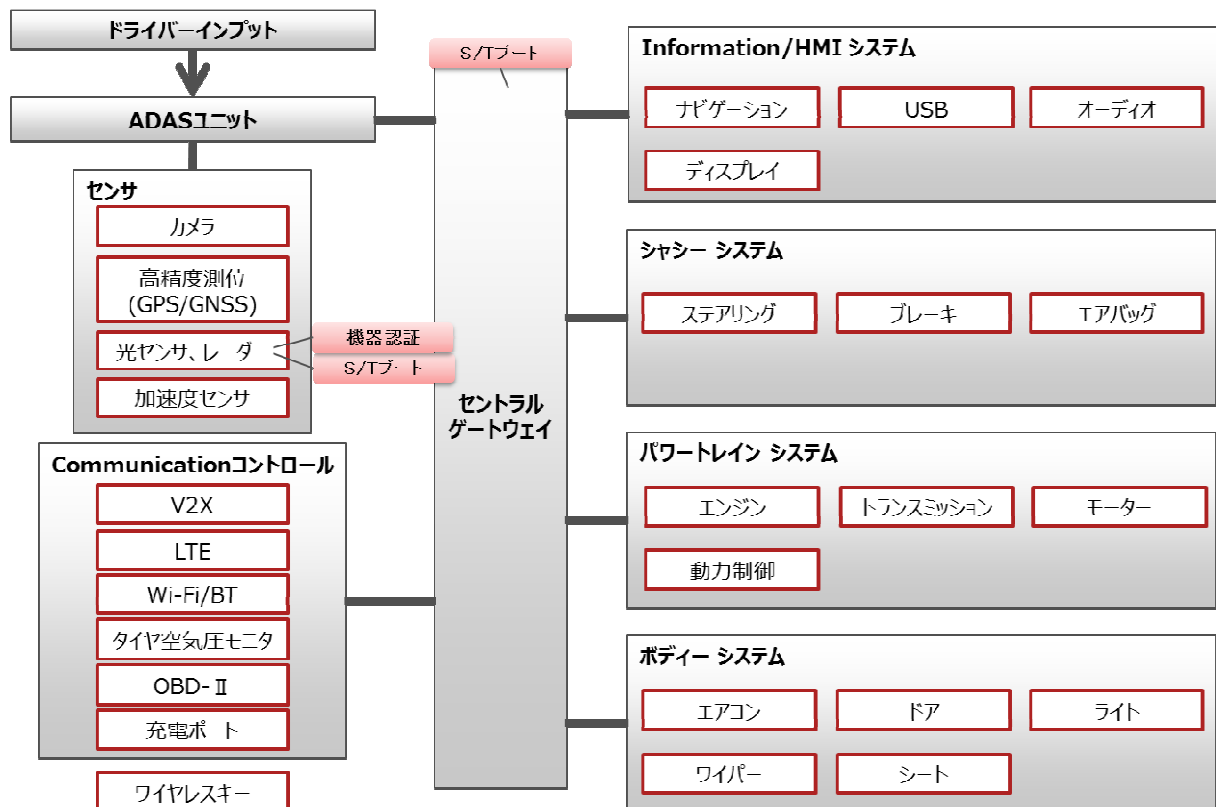 ドライバーインプット
ADASユニット
センサ
カメラ
高精度測位
(GPS/GNSS)
光センサ、レーダ
加速度センサ
機器認証
S/Tブート
Communicationコントロール
V2X
LTE
Wi-Fi/BT
タイヤ空気圧モニタ
OBD-Ⅱ
充電ポート
ワイヤレスキー
S/Tブート
セントラル
ゲートウェイ
Information/HMI システム
ナビゲーション
USB
オーディオ
ディスプレイ
シャシー システム
ステアリング
ブレーキ
エアバッグ
パワートレイン システム
エンジン
トランスミッション
モーター
動力制御
ボディー システム
エアコン
ドア
ライト
ワイパー
シート